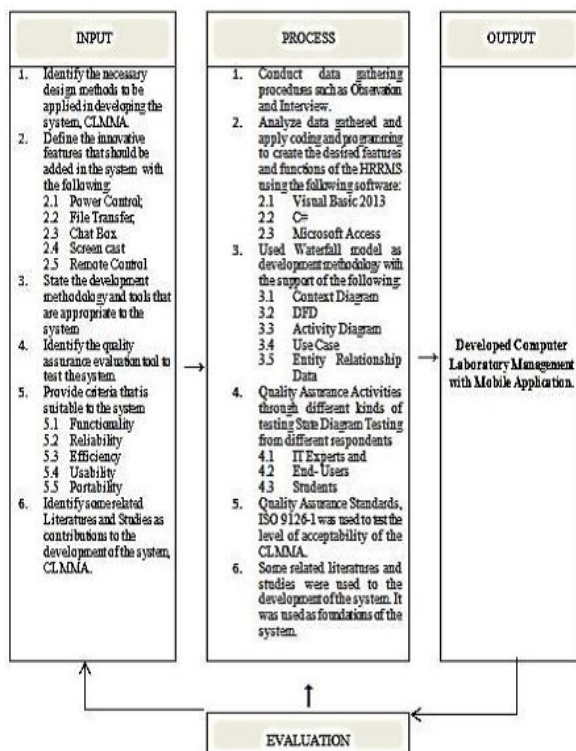 INPUT
1. Identify the necessary
design methods to be
applied in developing the
system, CLMMA.
2. Define the innovative
features that should be
added in the system with
the following:
2.1 Power Control;
2.2 File Transfer;
2.3 Chat Box
2.4 Screen cast
2.5 Remote Control
3. State the development
methodology and tools that
are appropriate to the
system
4. Identify the quality
assurance evaluation tool to
test the system.
5. Provide criteria that is
suitable to the system
5.1 Functionality
5.2 Reliability
5.3 Efficiency
5.4 Usability
5.5 Portability
6. Identify some related
Literatures and Studies as
contributions to the
development of the system,
CLMMA.
PROCESS
1. Conduct data gathering
procedures such as Observation
and Interview.
2. Analyze data gathered and
apply coding and programming
to create the desired features
and functions of the HRRMS
using the following software:
2.1 Visual Basic 2013
2.2 C=
2.3 Microsoft Access
3. Used Waterfall model as
development methodology with
the support of the following:
3.1 Context Diagram
3.2 DFD
3.3 Activity Diagram
3.4 Use Case
3.5 Entity Relationship
Data
4. Quality Assurance Activities
through different kinds of
testing State Diagram Testing
from different respondents
4.1 IT Experts and
4.2 End- Users
4.3 Students
5. Quality Assurance Standards,
ISO 9126-1 was used to test the
level of acceptability of the
CLMMA.
6. Some related literatures and
studies were used to the
development of the system. It
was used as foundations of the
system.
OUTPUT
Developed Computer
Laboratory Management
with Mobile Application.
EVALUATION